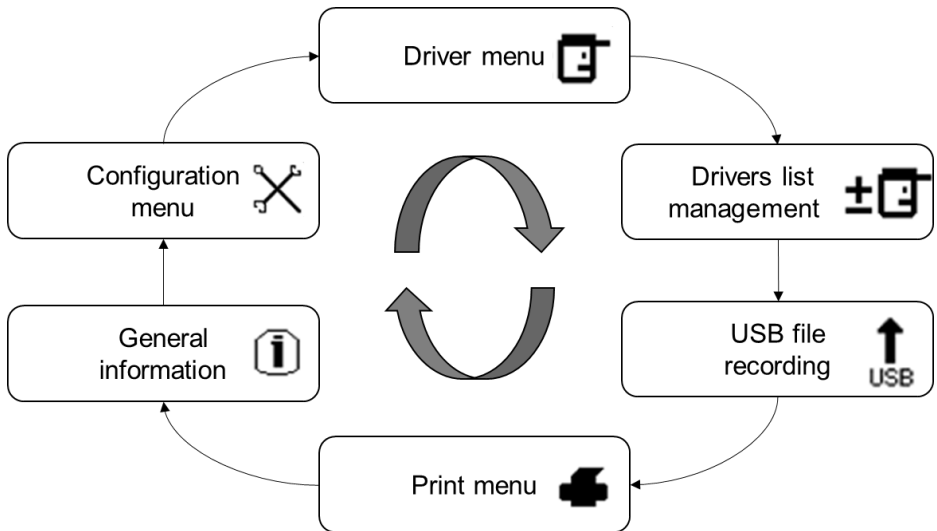 Driver menu
Drivers list
management
USB file
recording
USB
Print menu
General
information
Configuration
menu